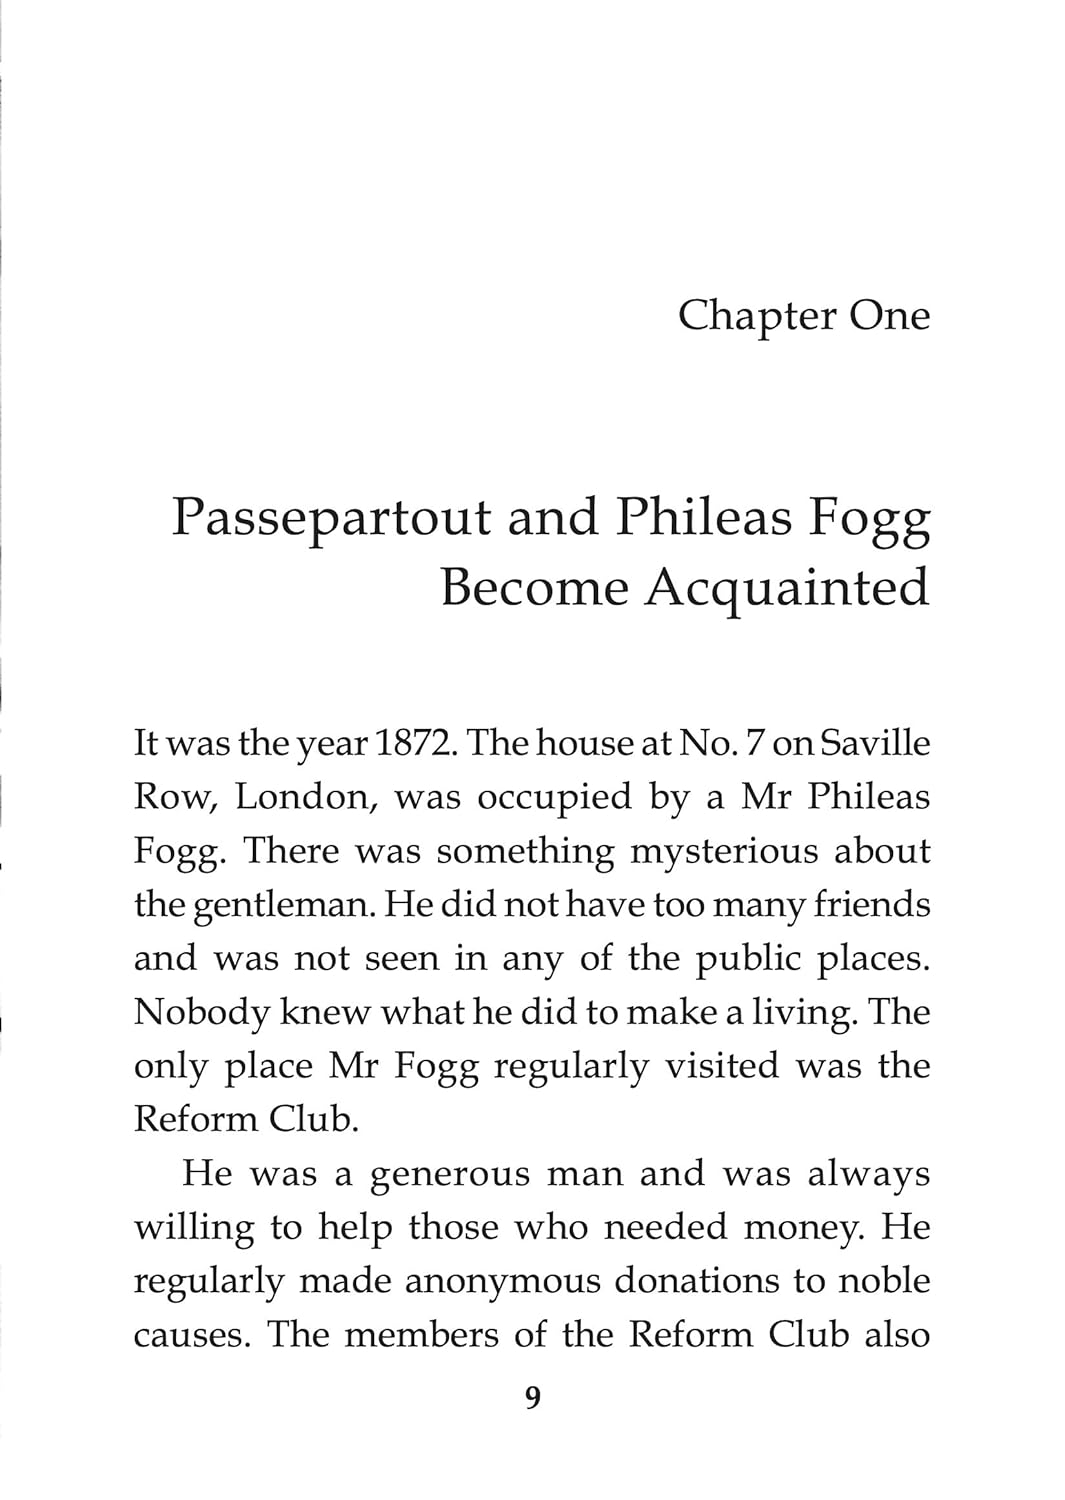 Chapter One
Passepartout and Phileas Fogg
Become Acquainted
It was the year 1872. The house at No. 7 on Saville
Row, London, was occupied by a Mr Phileas
Fogg. There was something mysterious about
the gentleman. He did not have too many friends
and was not seen in any of the public places.
Nobody knew what he did to make a living. The
only place Mr Fogg regularly visited was the
Reform Club.
He was a generous man and was always
willing to help those who needed money. He
regularly made anonymous donations to noble
causes. The members of the Reform Club also
9